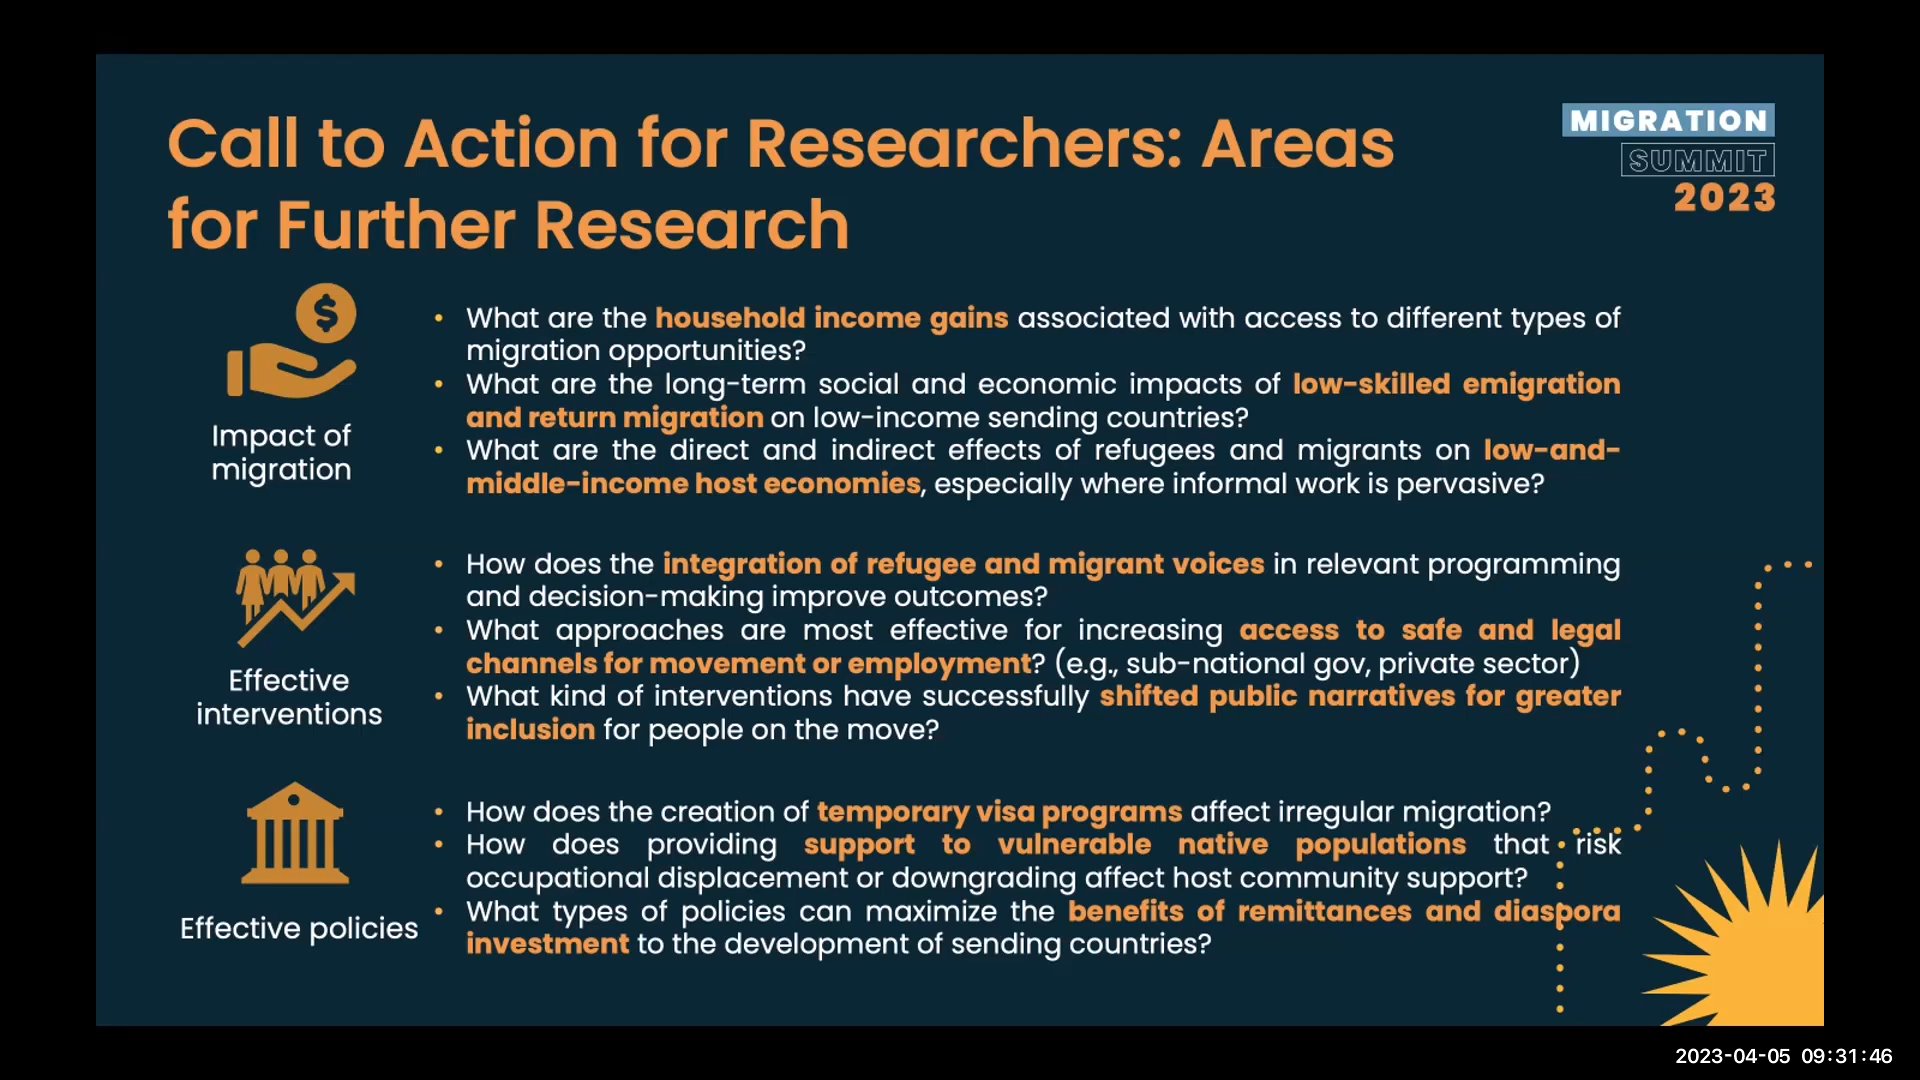 Call to Action for Researchers: Areas
for Further Research
MIGRATION
SUMMIT
2023
Impact of
migration
• What are the household income gains associated with access to different types of
migration opportunities?
• What are the long-term social and economic impacts of low-skilled emigration
and return migration on low-income sending countries?
• What are the direct and indirect effects of refugees and migrants on low-and-
middle-income host economies, especially where informal work is pervasive?
Effective
interventions
• How does the integration of refugee and migrant voices in relevant programming
and decision-making improve outcomes?
• What approaches are most effective for increasing access to safe and legal
channels for movement or employment? (e.g., sub-national gov, private sector)
• What kind of interventions have successfully shifted public narratives for greater
inclusion for people on the move?
Effective policies
• How does the creation of temporary visa programs affect irregular migration?
• How does providing support to vulnerable native populations that risk
occupational displacement or downgrading affect host community support?
• What types of policies can maximize the benefits of remittances and diaspora
investment to the development of sending countries?
2023-04-05 09:31:46